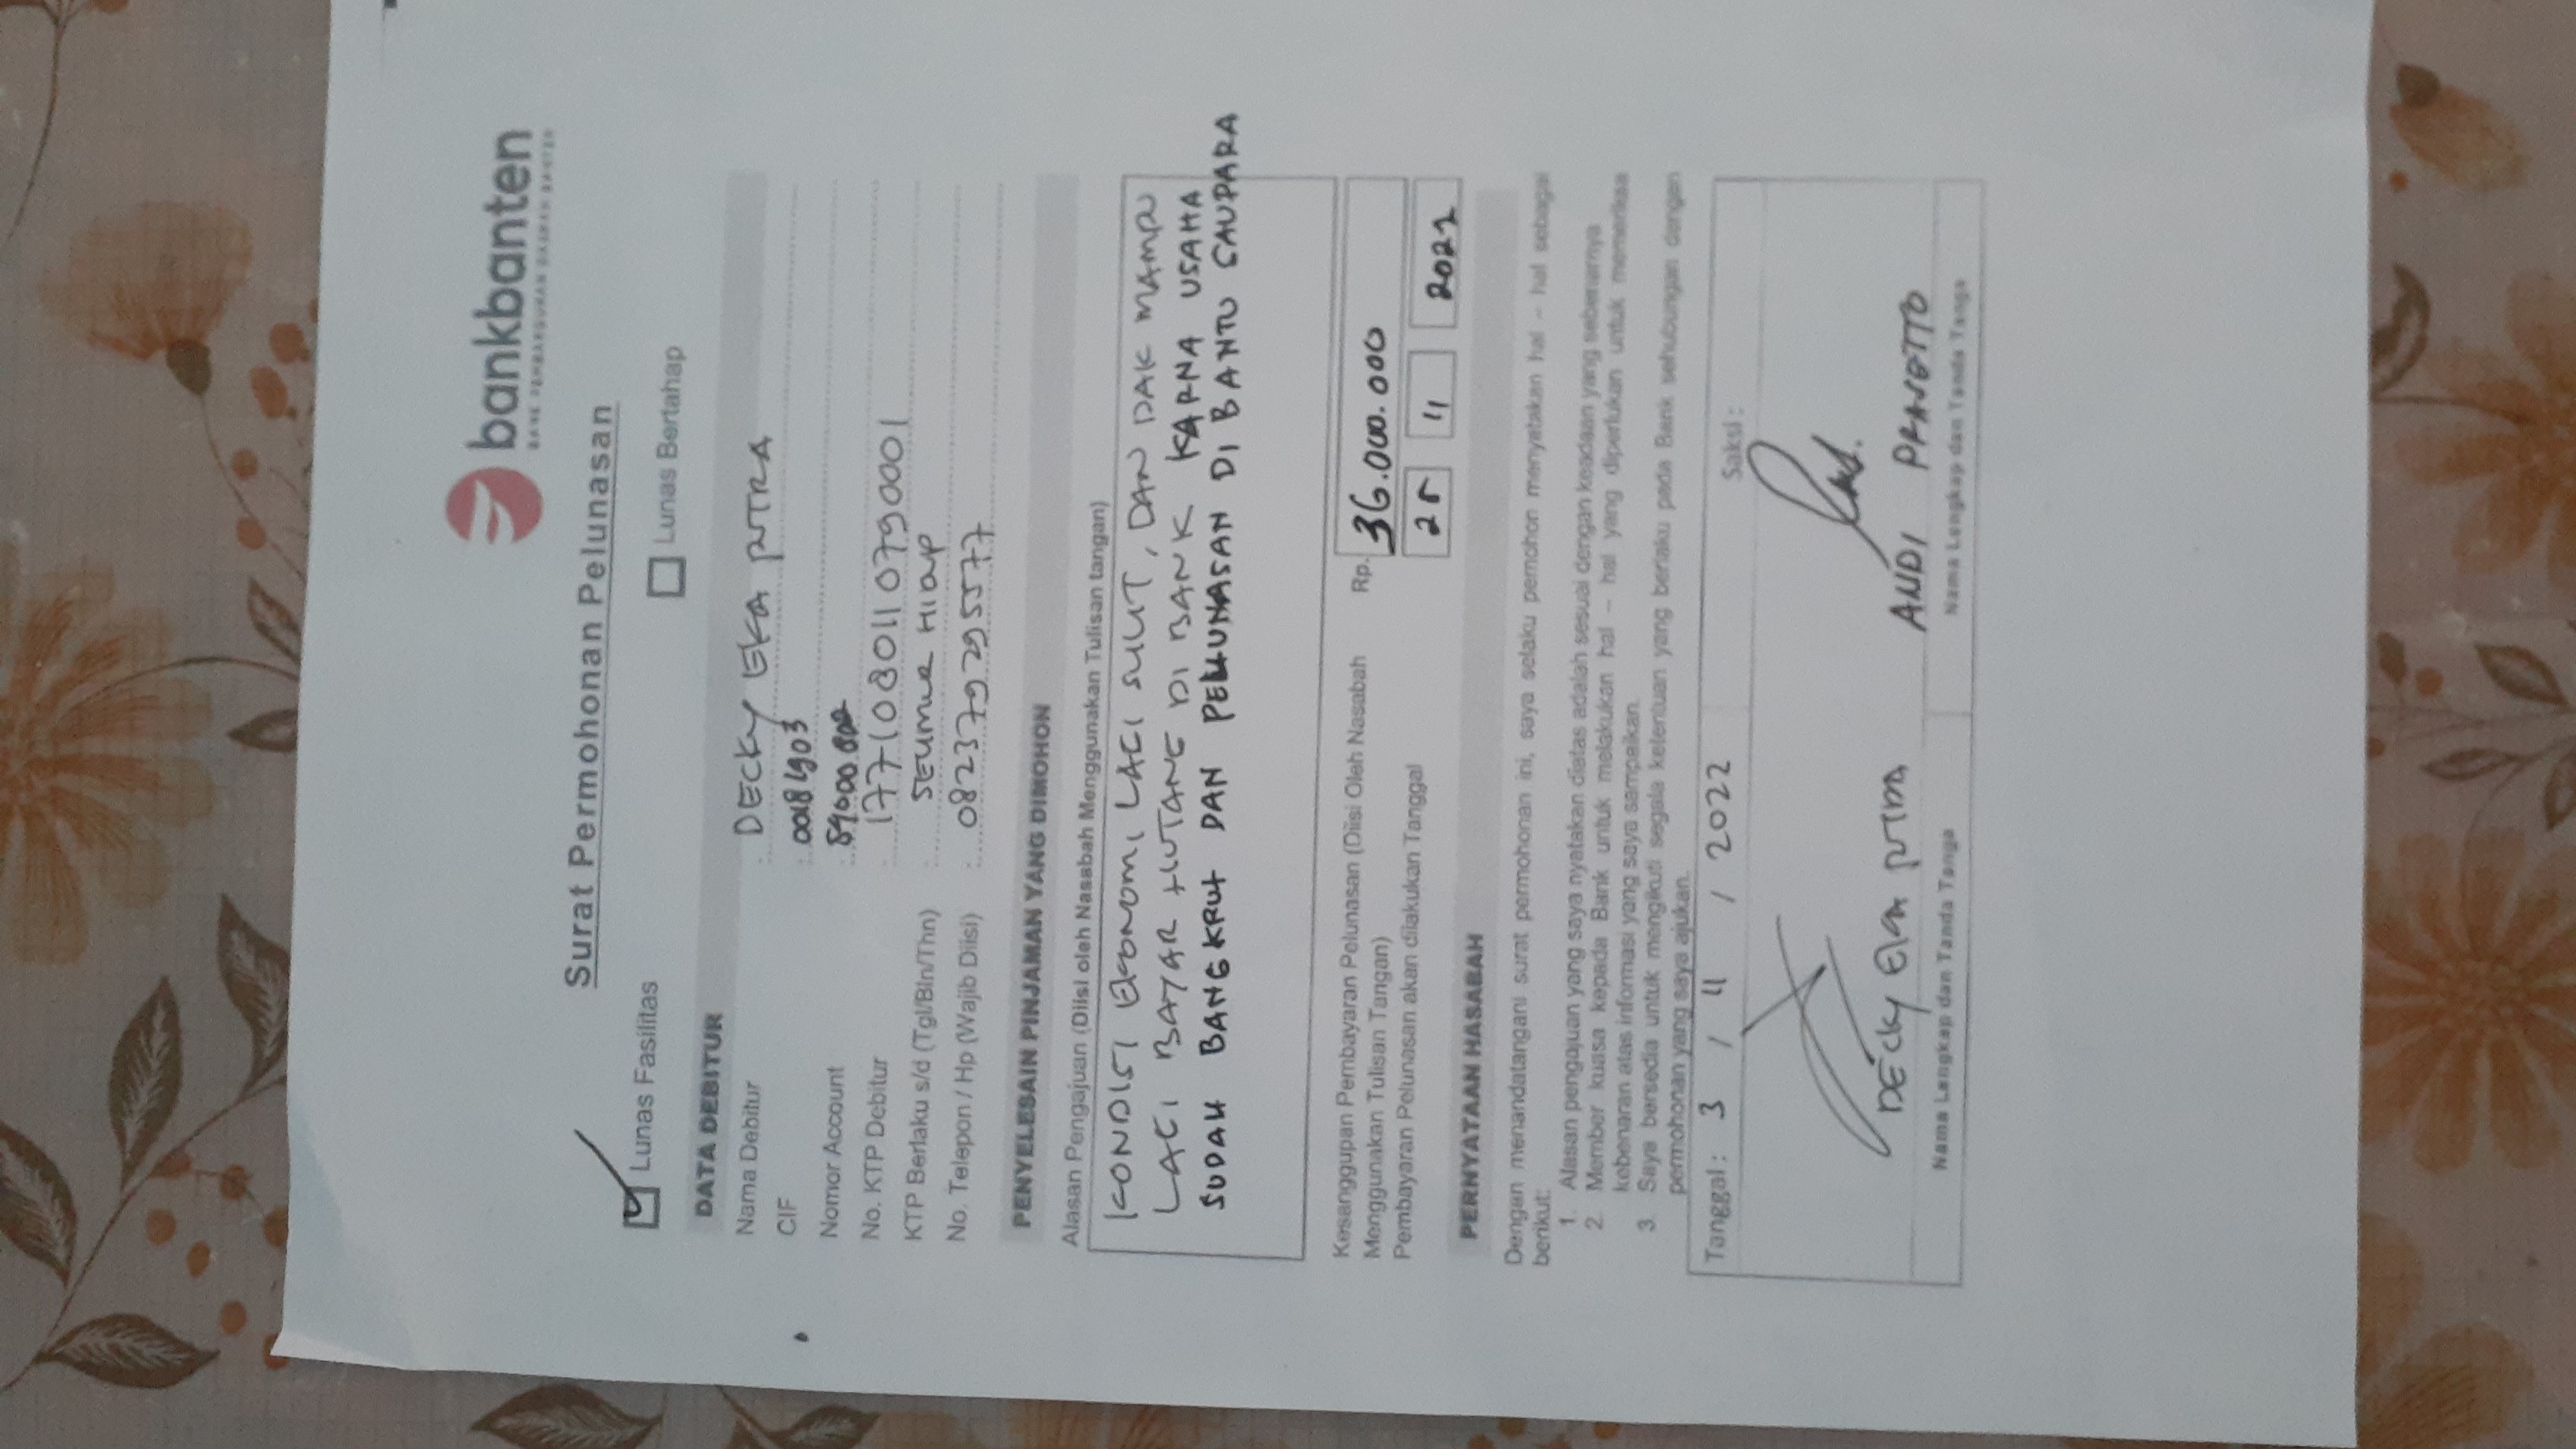 bankbanten
BANK PEMBANGUNAN DAERAH BANTEN
Surat Permohonan Pelunasan
Lunas Fasilitas Lunas Bertahap
DATA DEBITUR
Nama Debitur : DECKY EKA PUTRA
CIF :
Nomor Account :
No. KTP Debitur : 1771080110790001
KTP Berlaku s/d (Tgl/Bln/Thn) : SEUMUR HIDUP
No. Telepon / Hp (Wajib Diisi) : 082379295577
PENYELESAIN PINJAMAN YANG DIMOHON
Alasan Pengajuan (Diisi oleh Nasabah Menggunakan Tulisan tangan)
KONDISI EKONOMI LAGI SULIT, DAN DAK MAMPU
LAGI BAYAR HUTANG DI BANK KARNA USAHA
SUDAH BANGKRUT DAN PELUNASAN DI BANTU SAUDARA
Kesanggupan Pembayaran Pelunasan (Diisi Oleh Nasabah Rp. 36.000.000
Menggunakan Tulisan Tangan)
Pembayaran Pelunasan akan dilakukan Tanggal 25 11 2022
PERNYATAAN HASABAH
Dengan menandatangani surat permohonan ini, saya selaku pemohon menyatakan hal – hal sebagai
berikut:
1. Alasan pengajuan yang saya nyatakan diatas adalah sesuai dengan keadaan yang sebenarnya
2. Member kuasa kepada Bank untuk melakukan hal – hal yang diperlukan untuk memeriksa
kebenaran atas informasi yang saya sampaikan.
3. Saya bersedia untuk mengikuti segala ketentuan yang berlaku pada Bank sehubungan dengan
permohonan yang saya ajukan.
Tanggal : 3 / 11 / 2022 Saksi :
DECKY EKA PUTRA ANDI PRANOTO
Nama Lengkap dan Tanda Tanga Nama Lengkap dan Tanda Tanga